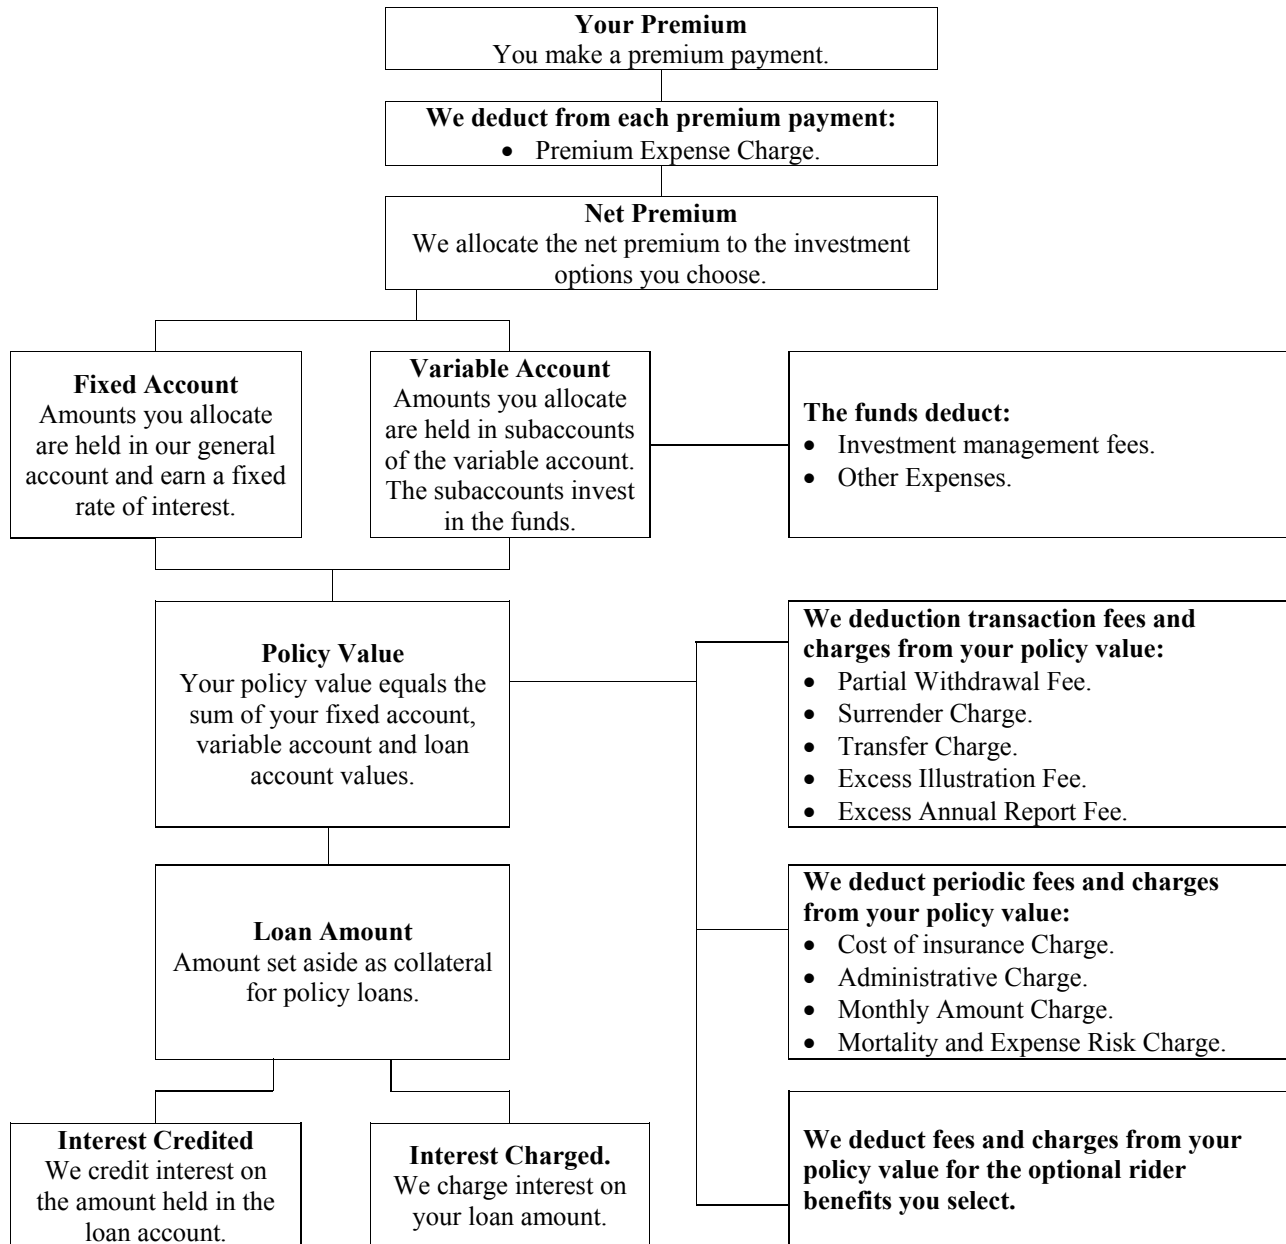 Your Premium
You make a premium payment.
We deduct from each premium payment:
• Premium Expense Charge.
Net Premium
We allocate the net premium to the investment
options you choose.
Fixed Account
Amounts you allocate
are held in our general
account and earn a fixed
rate of interest.
Variable Account
Amounts you allocate
are held in subaccounts
of the variable account.
The subaccounts invest
in the funds.
The funds deduct:
• Investment management fees.
• Other Expenses.
Policy Value
Your policy value equals the
sum of your fixed account,
variable account and loan
account values.
We deduction transaction fees and
charges from your policy value:
• Partial Withdrawal Fee.
• Surrender Charge.
• Transfer Charge.
• Excess Illustration Fee.
• Excess Annual Report Fee.
Loan Amount
Amount set aside as collateral
for policy loans.
We deduct periodic fees and charges
from your policy value:
• Cost of insurance Charge.
• Administrative Charge.
• Monthly Amount Charge.
• Mortality and Expense Risk Charge.
Interest Credited
We credit interest on
the amount held in the
loan account.
Interest Charged.
We charge interest on
your loan amount.
We deduct fees and charges from your
policy value for the optional rider
benefits you select.